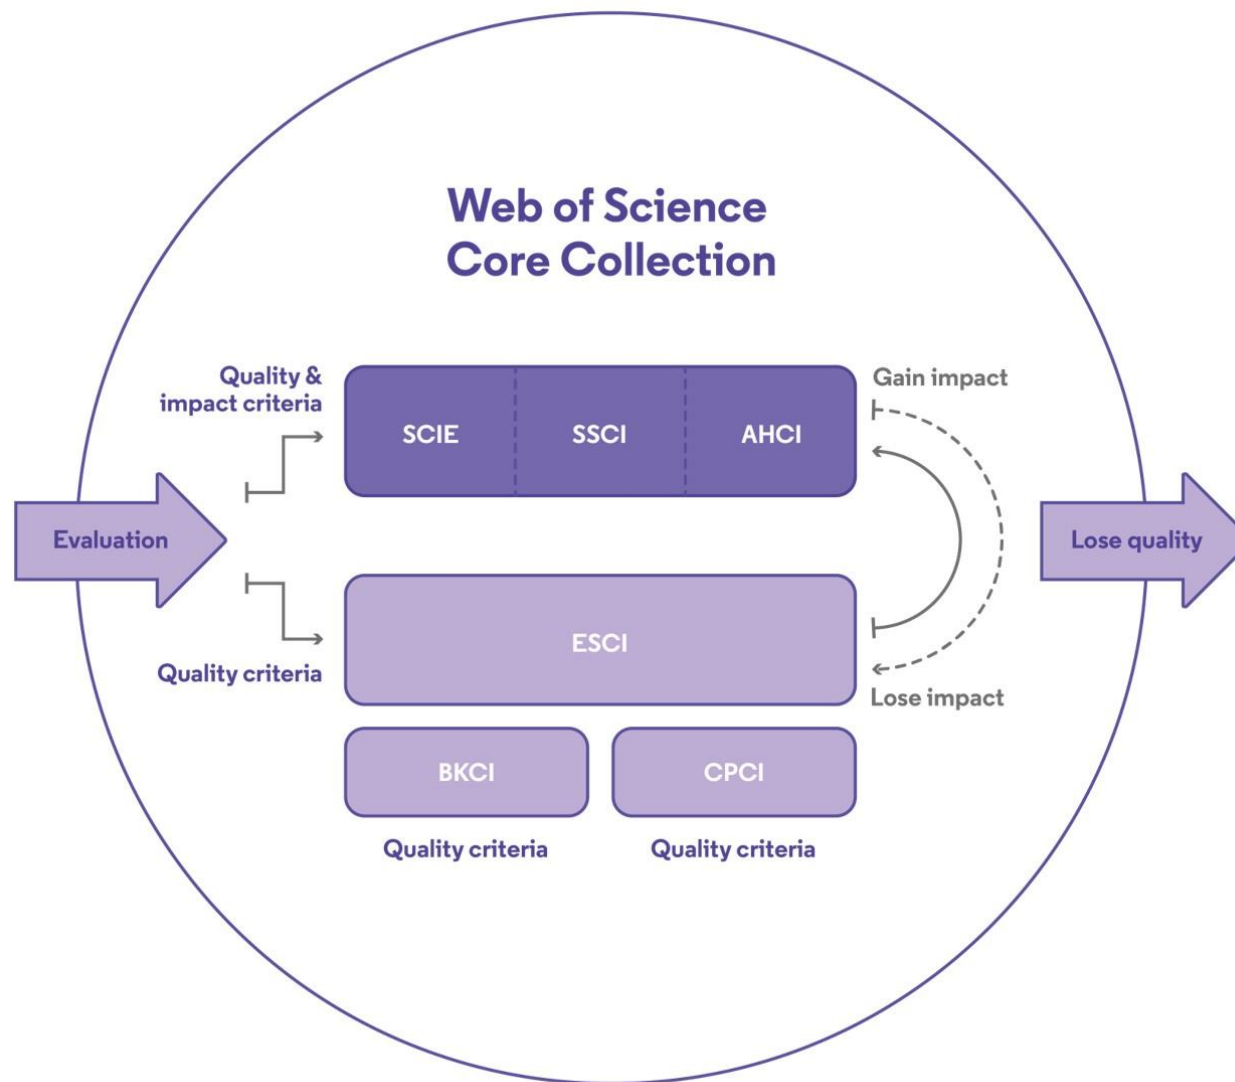 Web of Science
Core Collection
Quality &
impact criteria
SCIE
SSCI
AHCI
Gain impact
Evaluation
Lose quality
ESCI
Quality criteria
Lose impact
BKCI
CPCI
Quality criteria
Quality criteria